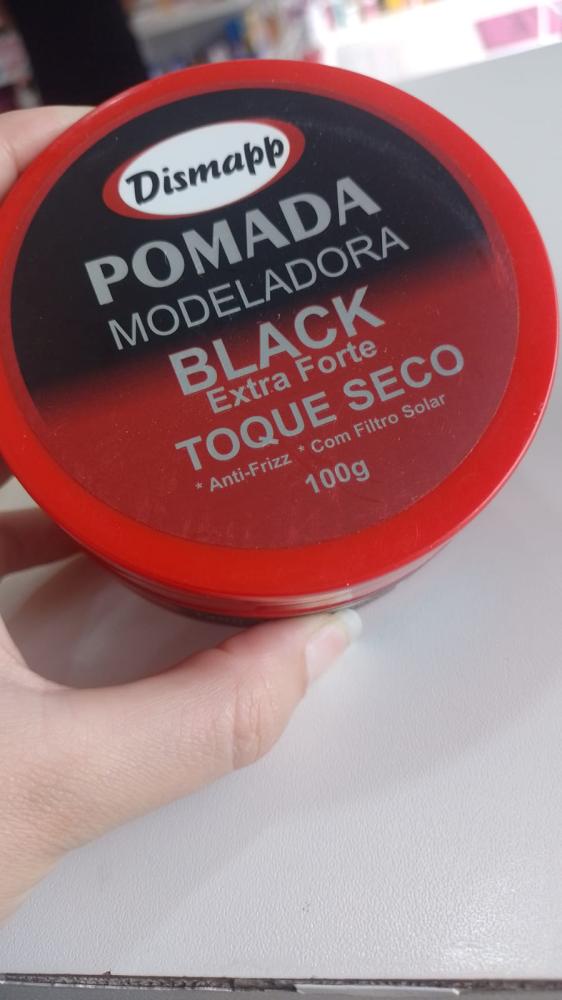 Dismapp
POMADA
MODELADORA
BLACK
Extra Forte
TOQUE SECO
* Anti-Frizz * Com Filtro Solar
100g